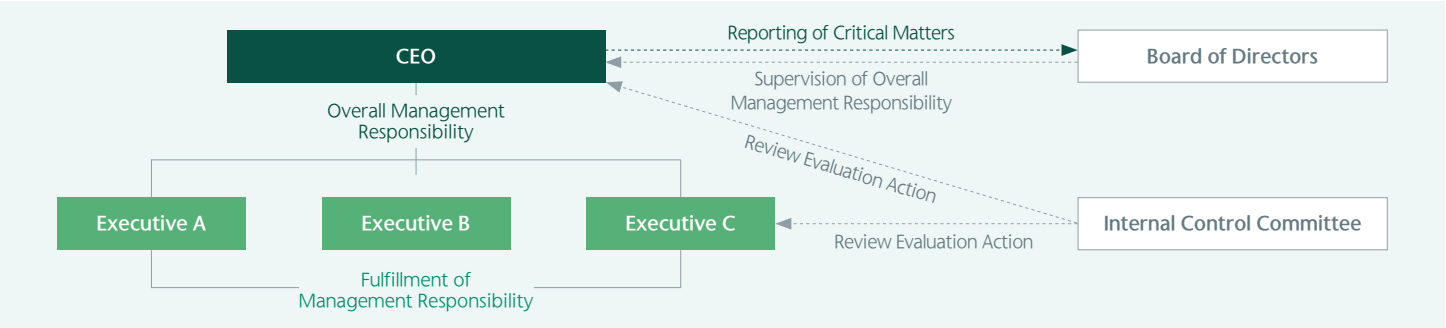 CEO
Reporting of Critical Matters
Board of Directors
Supervision of Overall
Management Responsibility
Overall Management
Responsibility
Review Evaluation Action
Executive A
Executive B
Executive C
Internal Control Committee
Review Evaluation Action
Fulfillment of
Management Responsibility